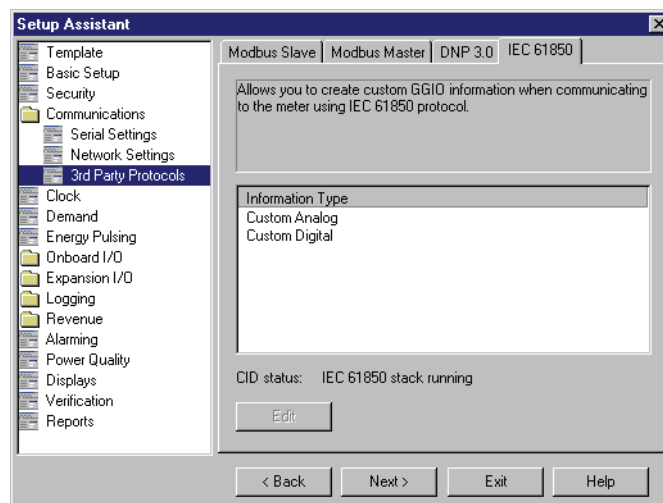 Setup Assistant
Template
Basic Setup
Security
Communications
Serial Settings
Network Settings
3rd Party Protocols
Clock
Demand
Energy Pulsing
Onboard I/O
Expansion I/O
Logging
Revenue
Alarming
Power Quality
Displays
Verification
Reports
Modbus Slave Modbus Master DNP 3.0 IEC 61850
Allows you to create custom GGIO information when communicating
to the meter using IEC 61850 protocol.
Information Type
Custom Analog
Custom Digital
CID status: IEC 61850 stack running
Edit
< Back Next > Exit Help